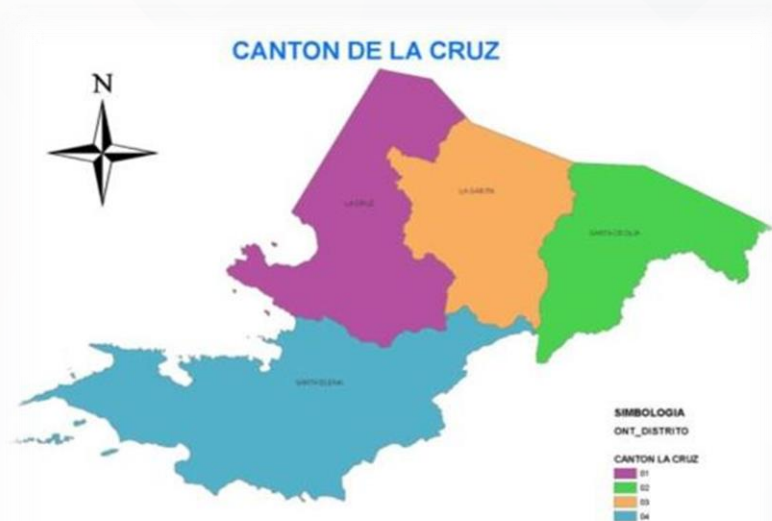 CANTON DE LA CRUZ
N
LA CRUZ
LA GARITA
SANTA CECILIA
SANTA ELENA
SIMBOLOGIA
ONT_DISTRITO
CANTON LA CRUZ
01
02
03
04